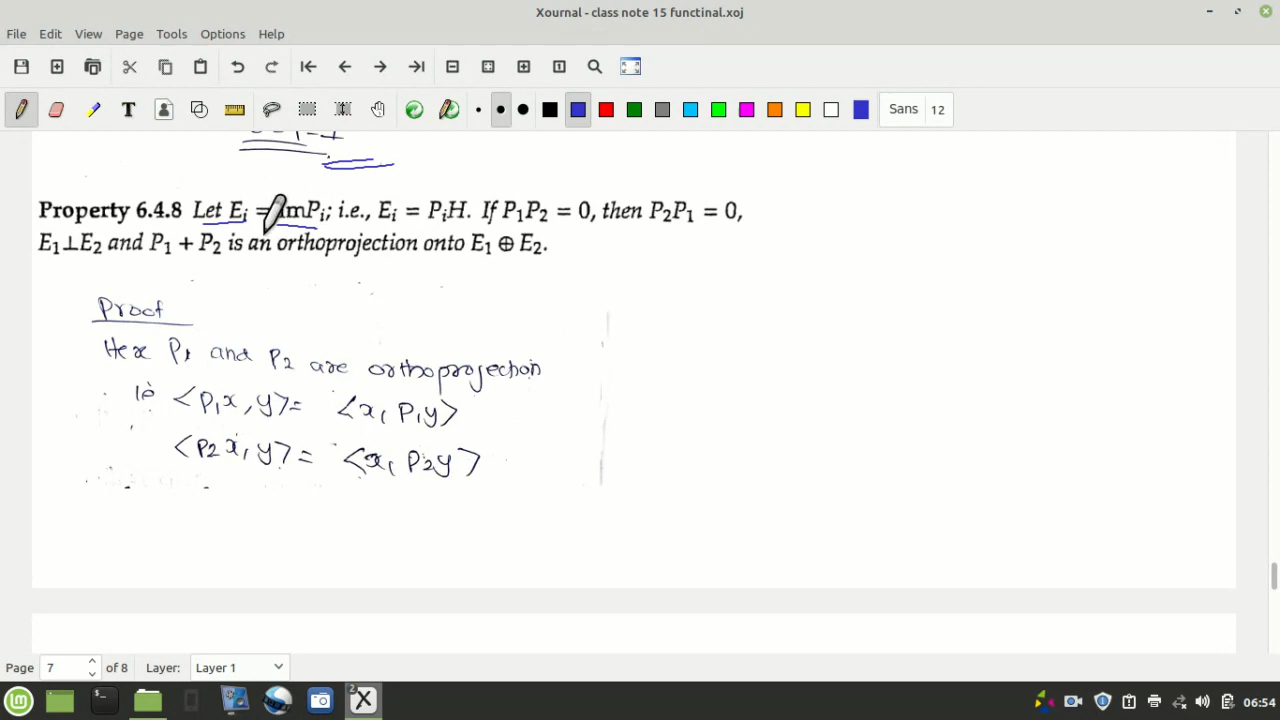 Xournal - class note 15 functinal.xoj
File Edit View Page Tools Options Help
Sans 12
Property 6.4.8 Let Eᵢ = ImPᵢ; i.e., Eᵢ = PᵢH. If P₁P₂ = 0, then P₂P₁ = 0,
E₁⊥E₂ and P₁ + P₂ is an orthoprojection onto E₁ ⊕ E₂.
Proof
P₁ and P₂ are orthoprojection
ie <P₁x, y> = <x, P₁y>
<P₂x, y> = <x, P₂y>
Page 7 of 8 Layer: Layer 1
2
06:54